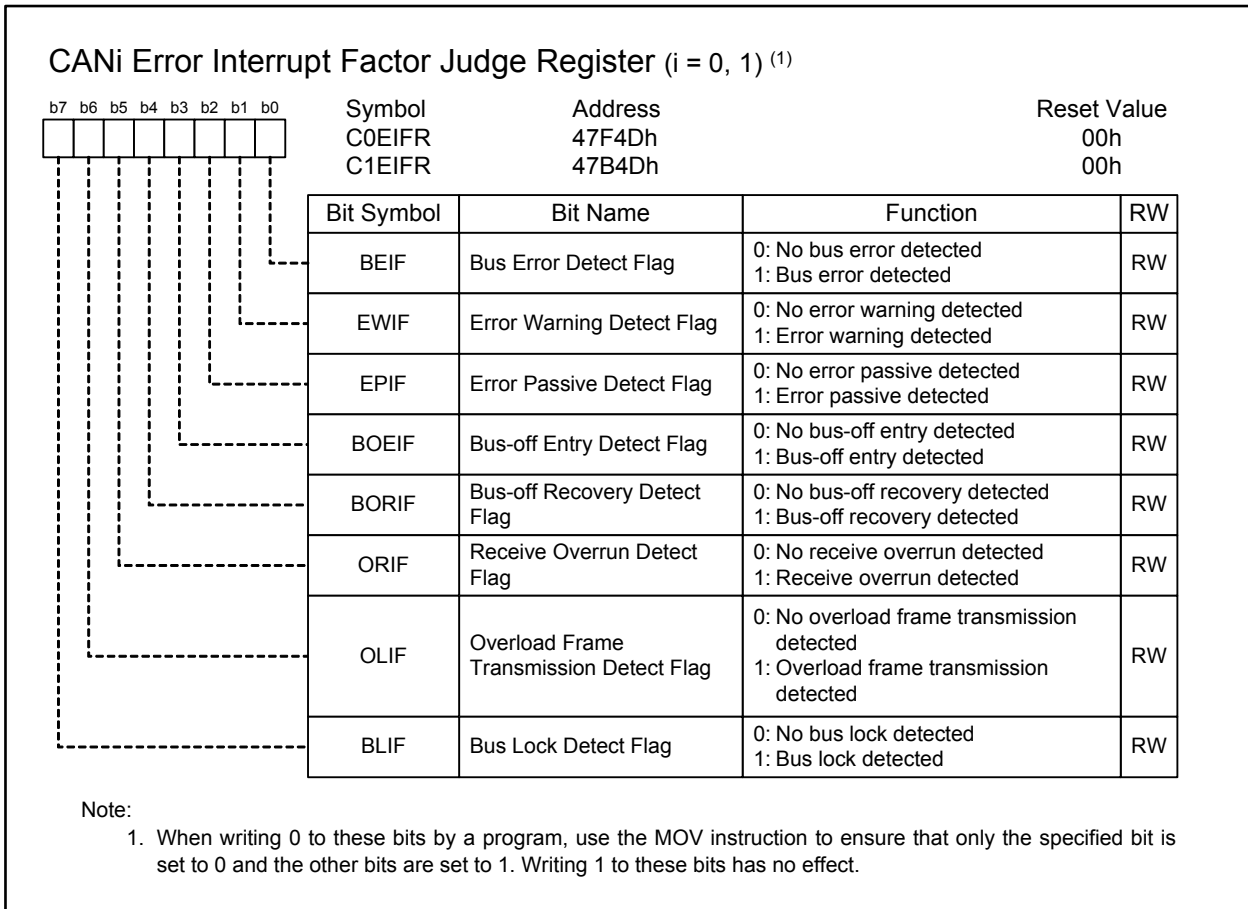 CANi Error Interrupt Factor Judge Register (i = 0, 1) (1)
b7 b6 b5 b4 b3 b2 b1 b0
Symbol Address Reset Value
C0EIFR 47F4Dh 00h
C1EIFR 47B4Dh 00h
Bit Symbol Bit Name Function RW
BEIF Bus Error Detect Flag 0: No bus error detected RW
1: Bus error detected
EWIF Error Warning Detect Flag 0: No error warning detected RW
1: Error warning detected
EPIF Error Passive Detect Flag 0: No error passive detected RW
1: Error passive detected
BOEIF Bus-off Entry Detect Flag 0: No bus-off entry detected RW
1: Bus-off entry detected
BORIF Bus-off Recovery Detect 0: No bus-off recovery detected RW
Flag 1: Bus-off recovery detected
ORIF Receive Overrun Detect 0: No receive overrun detected RW
Flag 1: Receive overrun detected
OLIF Overload Frame 0: No overload frame transmission RW
Transmission Detect Flag detected
1: Overload frame transmission
detected
BLIF Bus Lock Detect Flag 0: No bus lock detected RW
1: Bus lock detected
Note:
1. When writing 0 to these bits by a program, use the MOV instruction to ensure that only the specified bit is
set to 0 and the other bits are set to 1. Writing 1 to these bits has no effect.